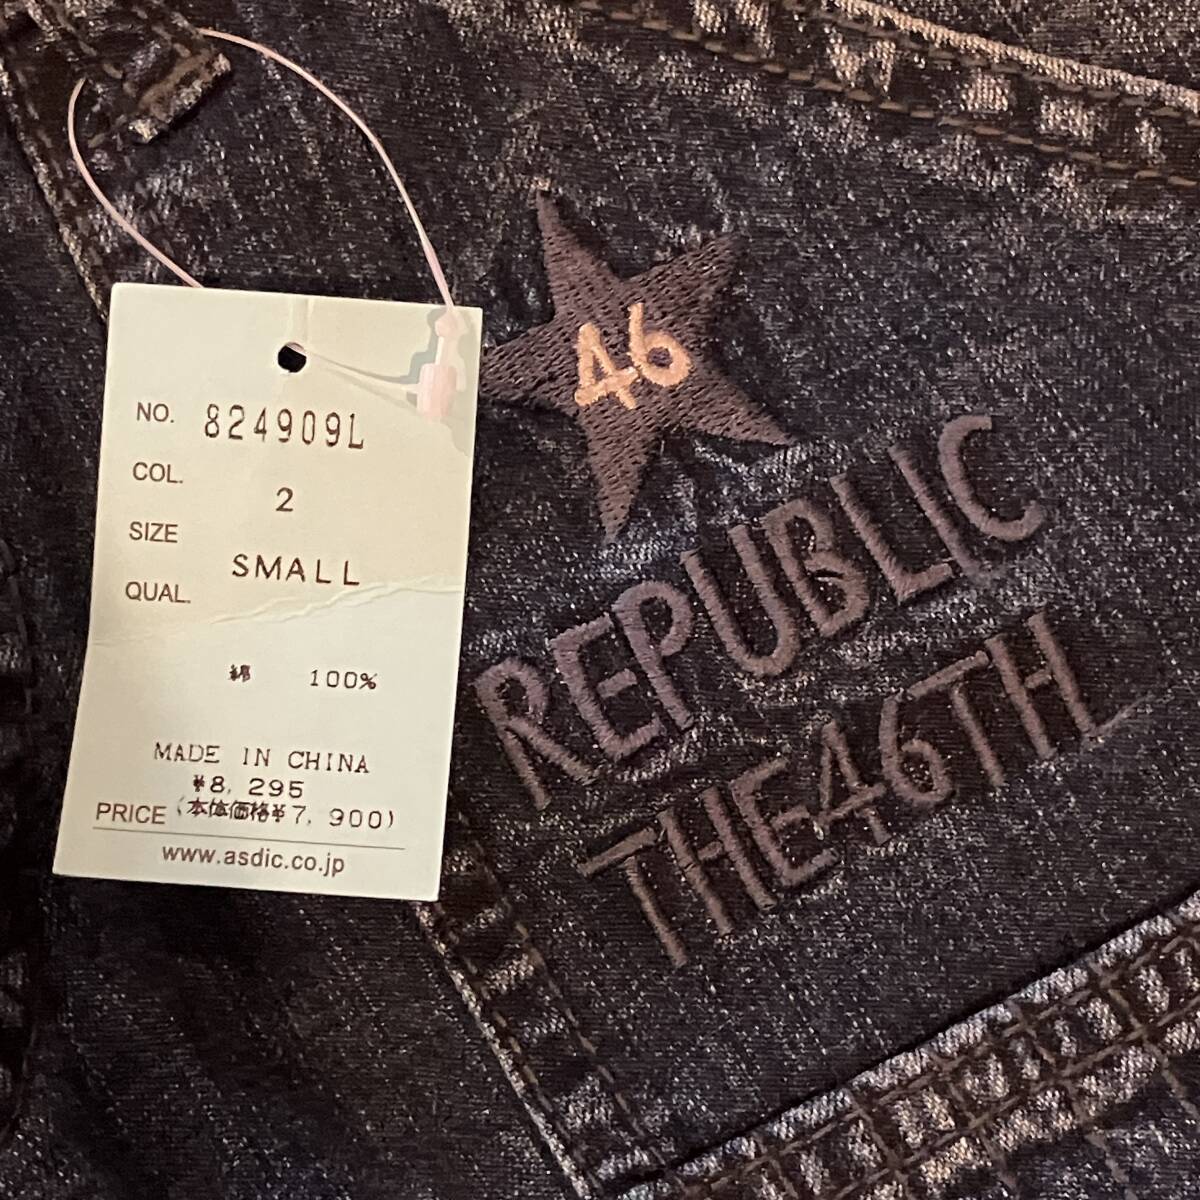 NO. 824909L
COL. 2
SIZE SMALL
QUAL.
綿 100%
MADE IN CHINA
¥8,295
PRICE (本体価格¥7,900)
www.asdic.co.jp
46
REPUBLIC
THE46TH